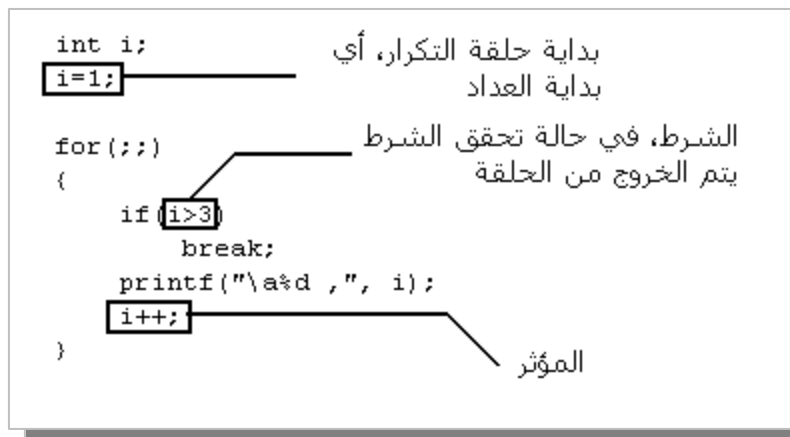 int i;
i=1;
بداية حلقة التكرار، أي
بداية العداد
for(;;)
{
if(i>3)
break;
الشرط، في حالة تحقق الشرط
يتم الخروج من الحلقة
printf("\a%d ,", i);
i++;
}
المؤثر